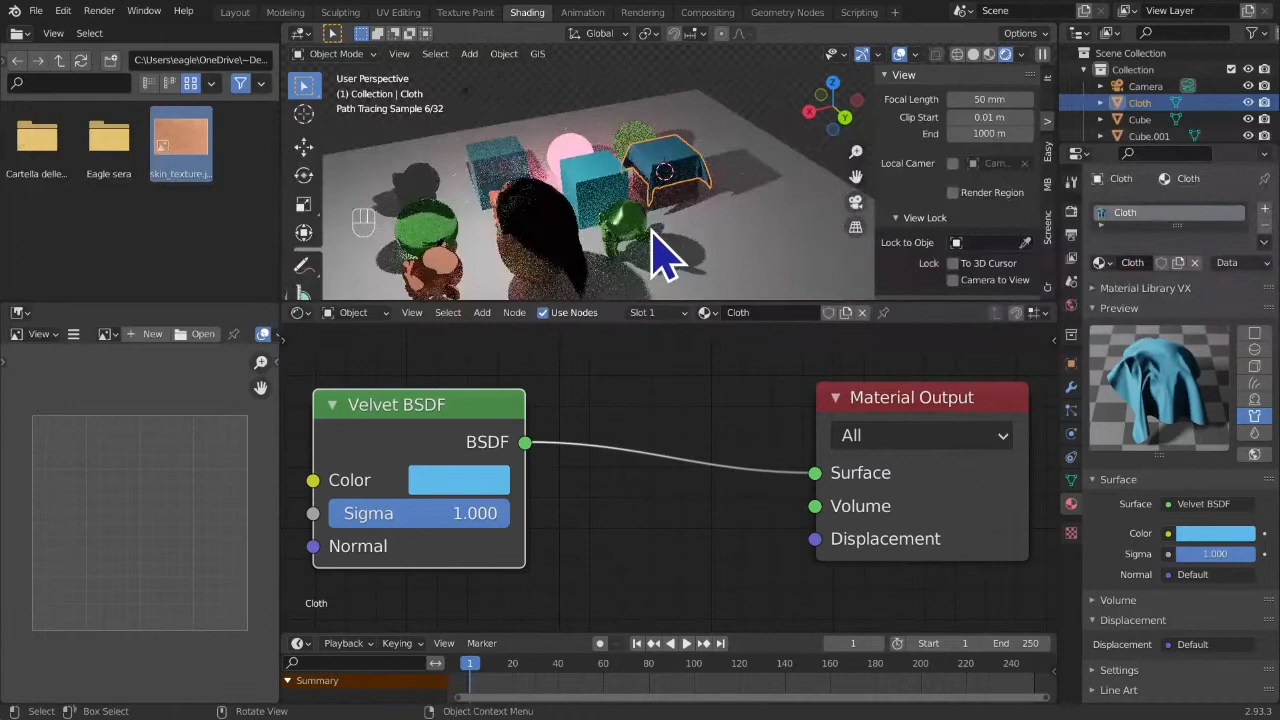 File Edit Render Window Help Layout Modeling Sculpting UV Editing Texture Paint Shading Animation Rendering Compositing Geometry Nodes Scripting + Scene View Layer
View Select
Global
Options
C:\users\eagle\OneDrive\~De...
Object Mode View Select Add Object GIS
Cartella delle...
Eagle sera
skin_texture.j...
User Perspective
(1) Collection | Cloth
Path Tracing Sample 6/32
X
Y
Z
View
Focal Length 50 mm
Clip Start 0.01 m
End 1000 m
Local Camer Cam...
Render Region
View Lock
Lock to Obje
Lock To 3D Cursor
Camera to View
Easy
MB
Screenc
Scene Collection
Collection
Camera
Cloth
Cube
Cube.001
Cloth Cloth
Cloth
Cloth Data
Material Library VX
Preview
Surface
Surface Velvet BSDF
Color
Sigma 1.000
Normal Default
Volume
Displacement
Displacement Default
Settings
Line Art
View + New Open
Object View Select Add Node Use Nodes Slot 1 Cloth
Velvet BSDF
BSDF
Color
Sigma 1.000
Normal
Material Output
All
Surface
Volume
Displacement
Cloth
Playback Keying View Marker 1 Start 1 End 250
1 20 40 60 80 100 120 140 160 180 200 220 240
Summary
Select Box Select Rotate View Object Context Menu 2.93.3